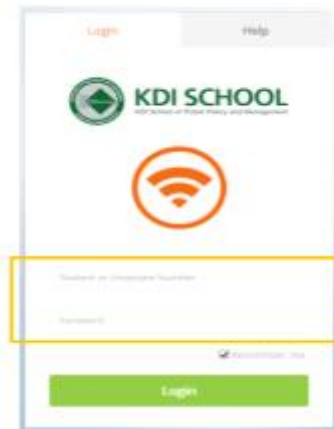 Login
Help
KDI SCHOOL
KDI School of Public Policy and Management
Student or Employee Number
Password
Remember me
Login